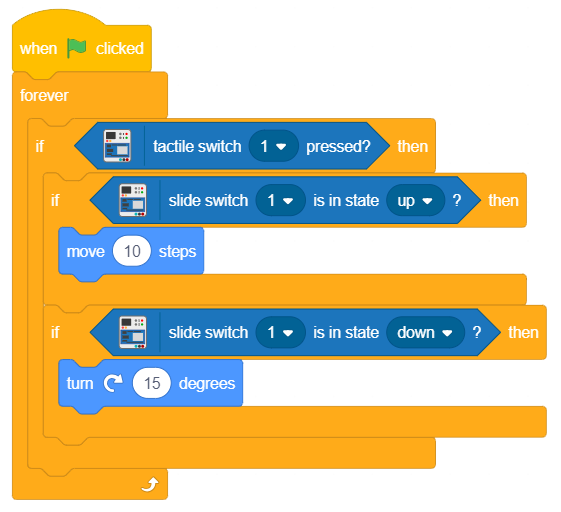 when clicked
forever
if tactile switch 1 pressed? then
if slide switch 1 is in state up ? then
move 10 steps
if slide switch 1 is in state down ? then
turn 15 degrees